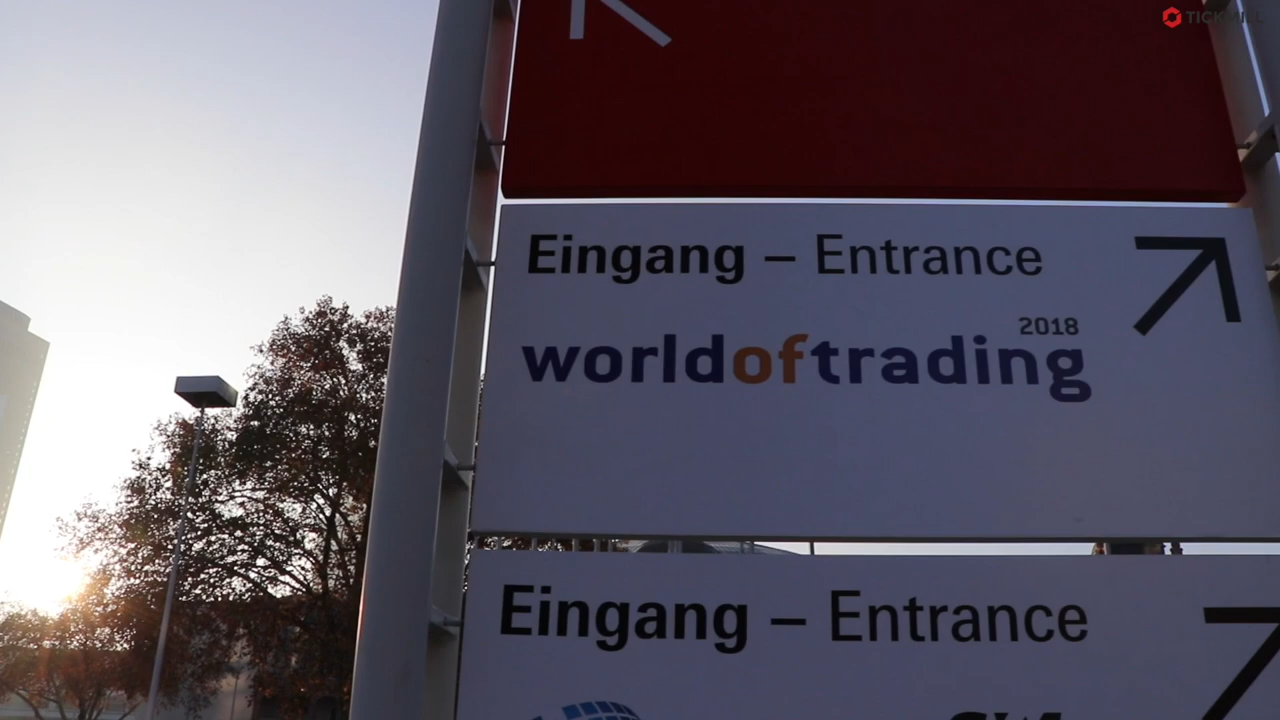 TICKMILL
Eingang – Entrance
2018
worldoftrading
Eingang – Entrance